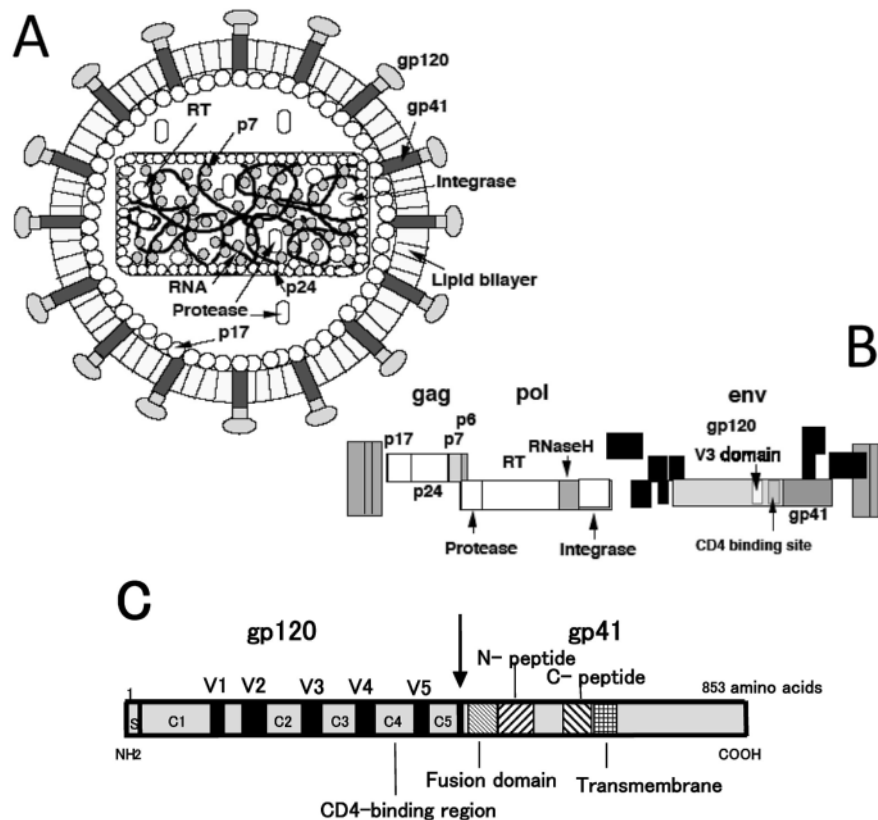 A
gp120
gp41
RT
p7
Integrase
Lipid bilayer
RNA
p24
Protease
p17
B
gag
pol
env
p6
gp120
p17
p7
RNaseH
V3 domain
RT
p24
gp41
Protease
Integrase
CD4 binding site
C
gp120
gp41
N- peptide
C- peptide
1
V1
V2
V3
V4
V5
853 amino acids
S
C1
C2
C3
C4
C5
NH2
COOH
Fusion domain
Transmembrane
CD4-binding region